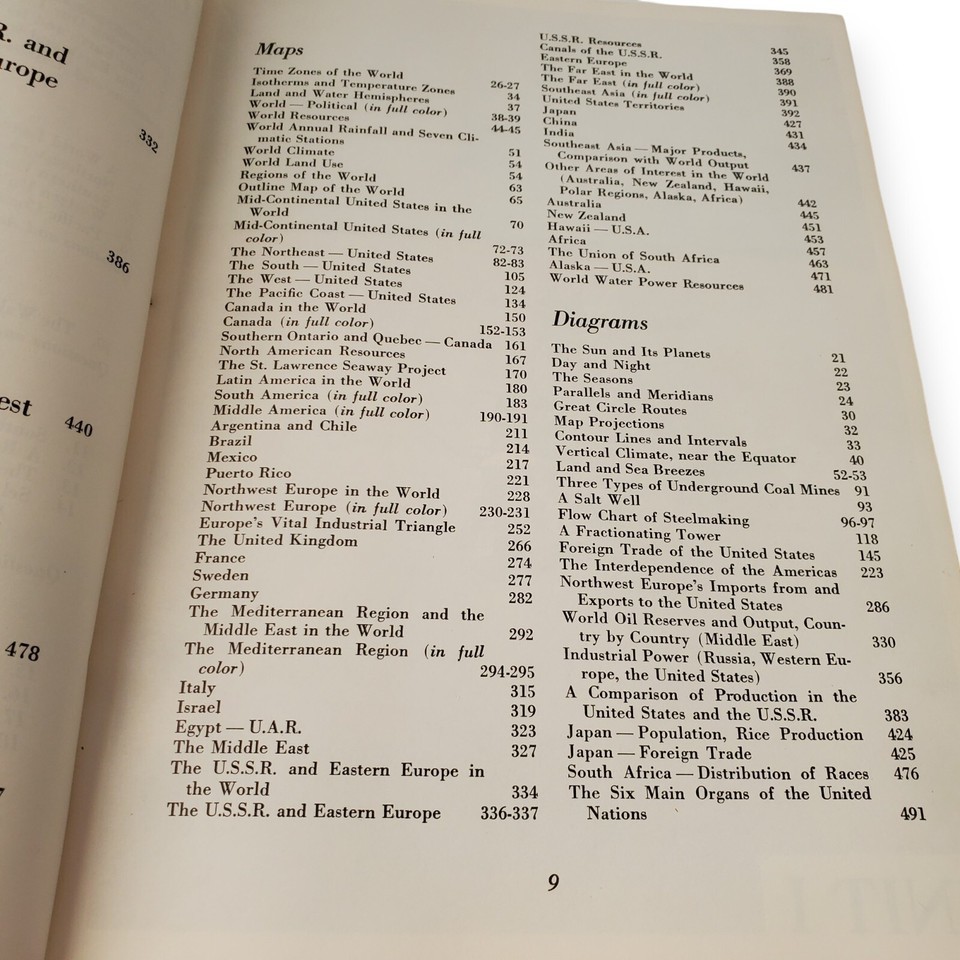 R. and
urope
332
386
est
440
478
Maps
Time Zones of the World 26-27
Isotherms and Temperature Zones 34
Land and Water Hemispheres 37
World — Political (in full color) 38-39
World Resources 44-45
World Annual Rainfall and Seven Cli-
matic Stations 51
World Climate 54
World Land Use 54
Regions of the World 63
Outline Map of the World 65
Mid-Continental United States in the
World 70
Mid-Continental United States (in full
color) 72-73
The Northeast — United States 82-83
The South — United States 105
The West — United States 124
The Pacific Coast — United States 134
Canada in the World 150
Canada (in full color) 152-153
Southern Ontario and Quebec — Canada 161
North American Resources 167
The St. Lawrence Seaway Project 170
Latin America in the World 180
South America (in full color) 183
Middle America (in full color) 190-191
Argentina and Chile 211
Brazil 214
Mexico 217
Puerto Rico 221
Northwest Europe in the World 228
Northwest Europe (in full color) 230-231
Europe's Vital Industrial Triangle 252
The United Kingdom 266
France 274
Sweden 277
Germany 282
The Mediterranean Region and the
Middle East in the World 292
The Mediterranean Region (in full
color) 294-295
Italy 315
Israel 319
Egypt — U.A.R. 323
The Middle East 327
The U.S.S.R. and Eastern Europe in
the World 334
The U.S.S.R. and Eastern Europe 336-337
U.S.S.R. Resources 345
Canals of the U.S.S.R. 358
Eastern Europe 369
The Far East in the World 388
The Far East (in full color) 390
Southeast Asia (in full color) 391
United States Territories 392
Japan 427
China 431
India 434
Southeast Asia — Major Products,
Comparison with World Output 437
Other Areas of Interest in the World
(Australia, New Zealand, Hawaii,
Polar Regions, Alaska, Africa) 442
Australia 445
New Zealand 451
Hawaii — U.S.A. 453
Africa 457
The Union of South Africa 463
Alaska — U.S.A. 471
World Water Power Resources 481
Diagrams
The Sun and Its Planets 21
Day and Night 22
The Seasons 23
Parallels and Meridians 24
Great Circle Routes 30
Map Projections 32
Contour Lines and Intervals 33
Vertical Climate, near the Equator 40
Land and Sea Breezes 52-53
Three Types of Underground Coal Mines 91
A Salt Well 93
Flow Chart of Steelmaking 96-97
A Fractionating Tower 118
Foreign Trade of the United States 145
The Interdependence of the Americas 223
Northwest Europe's Imports from and
Exports to the United States 286
World Oil Reserves and Output, Coun-
try by Country (Middle East) 330
Industrial Power (Russia, Western Eu-
rope, the United States) 356
A Comparison of Production in the
United States and the U.S.S.R. 383
Japan — Population, Rice Production 424
Japan — Foreign Trade 425
South Africa — Distribution of Races 476
The Six Main Organs of the United
Nations 491
9